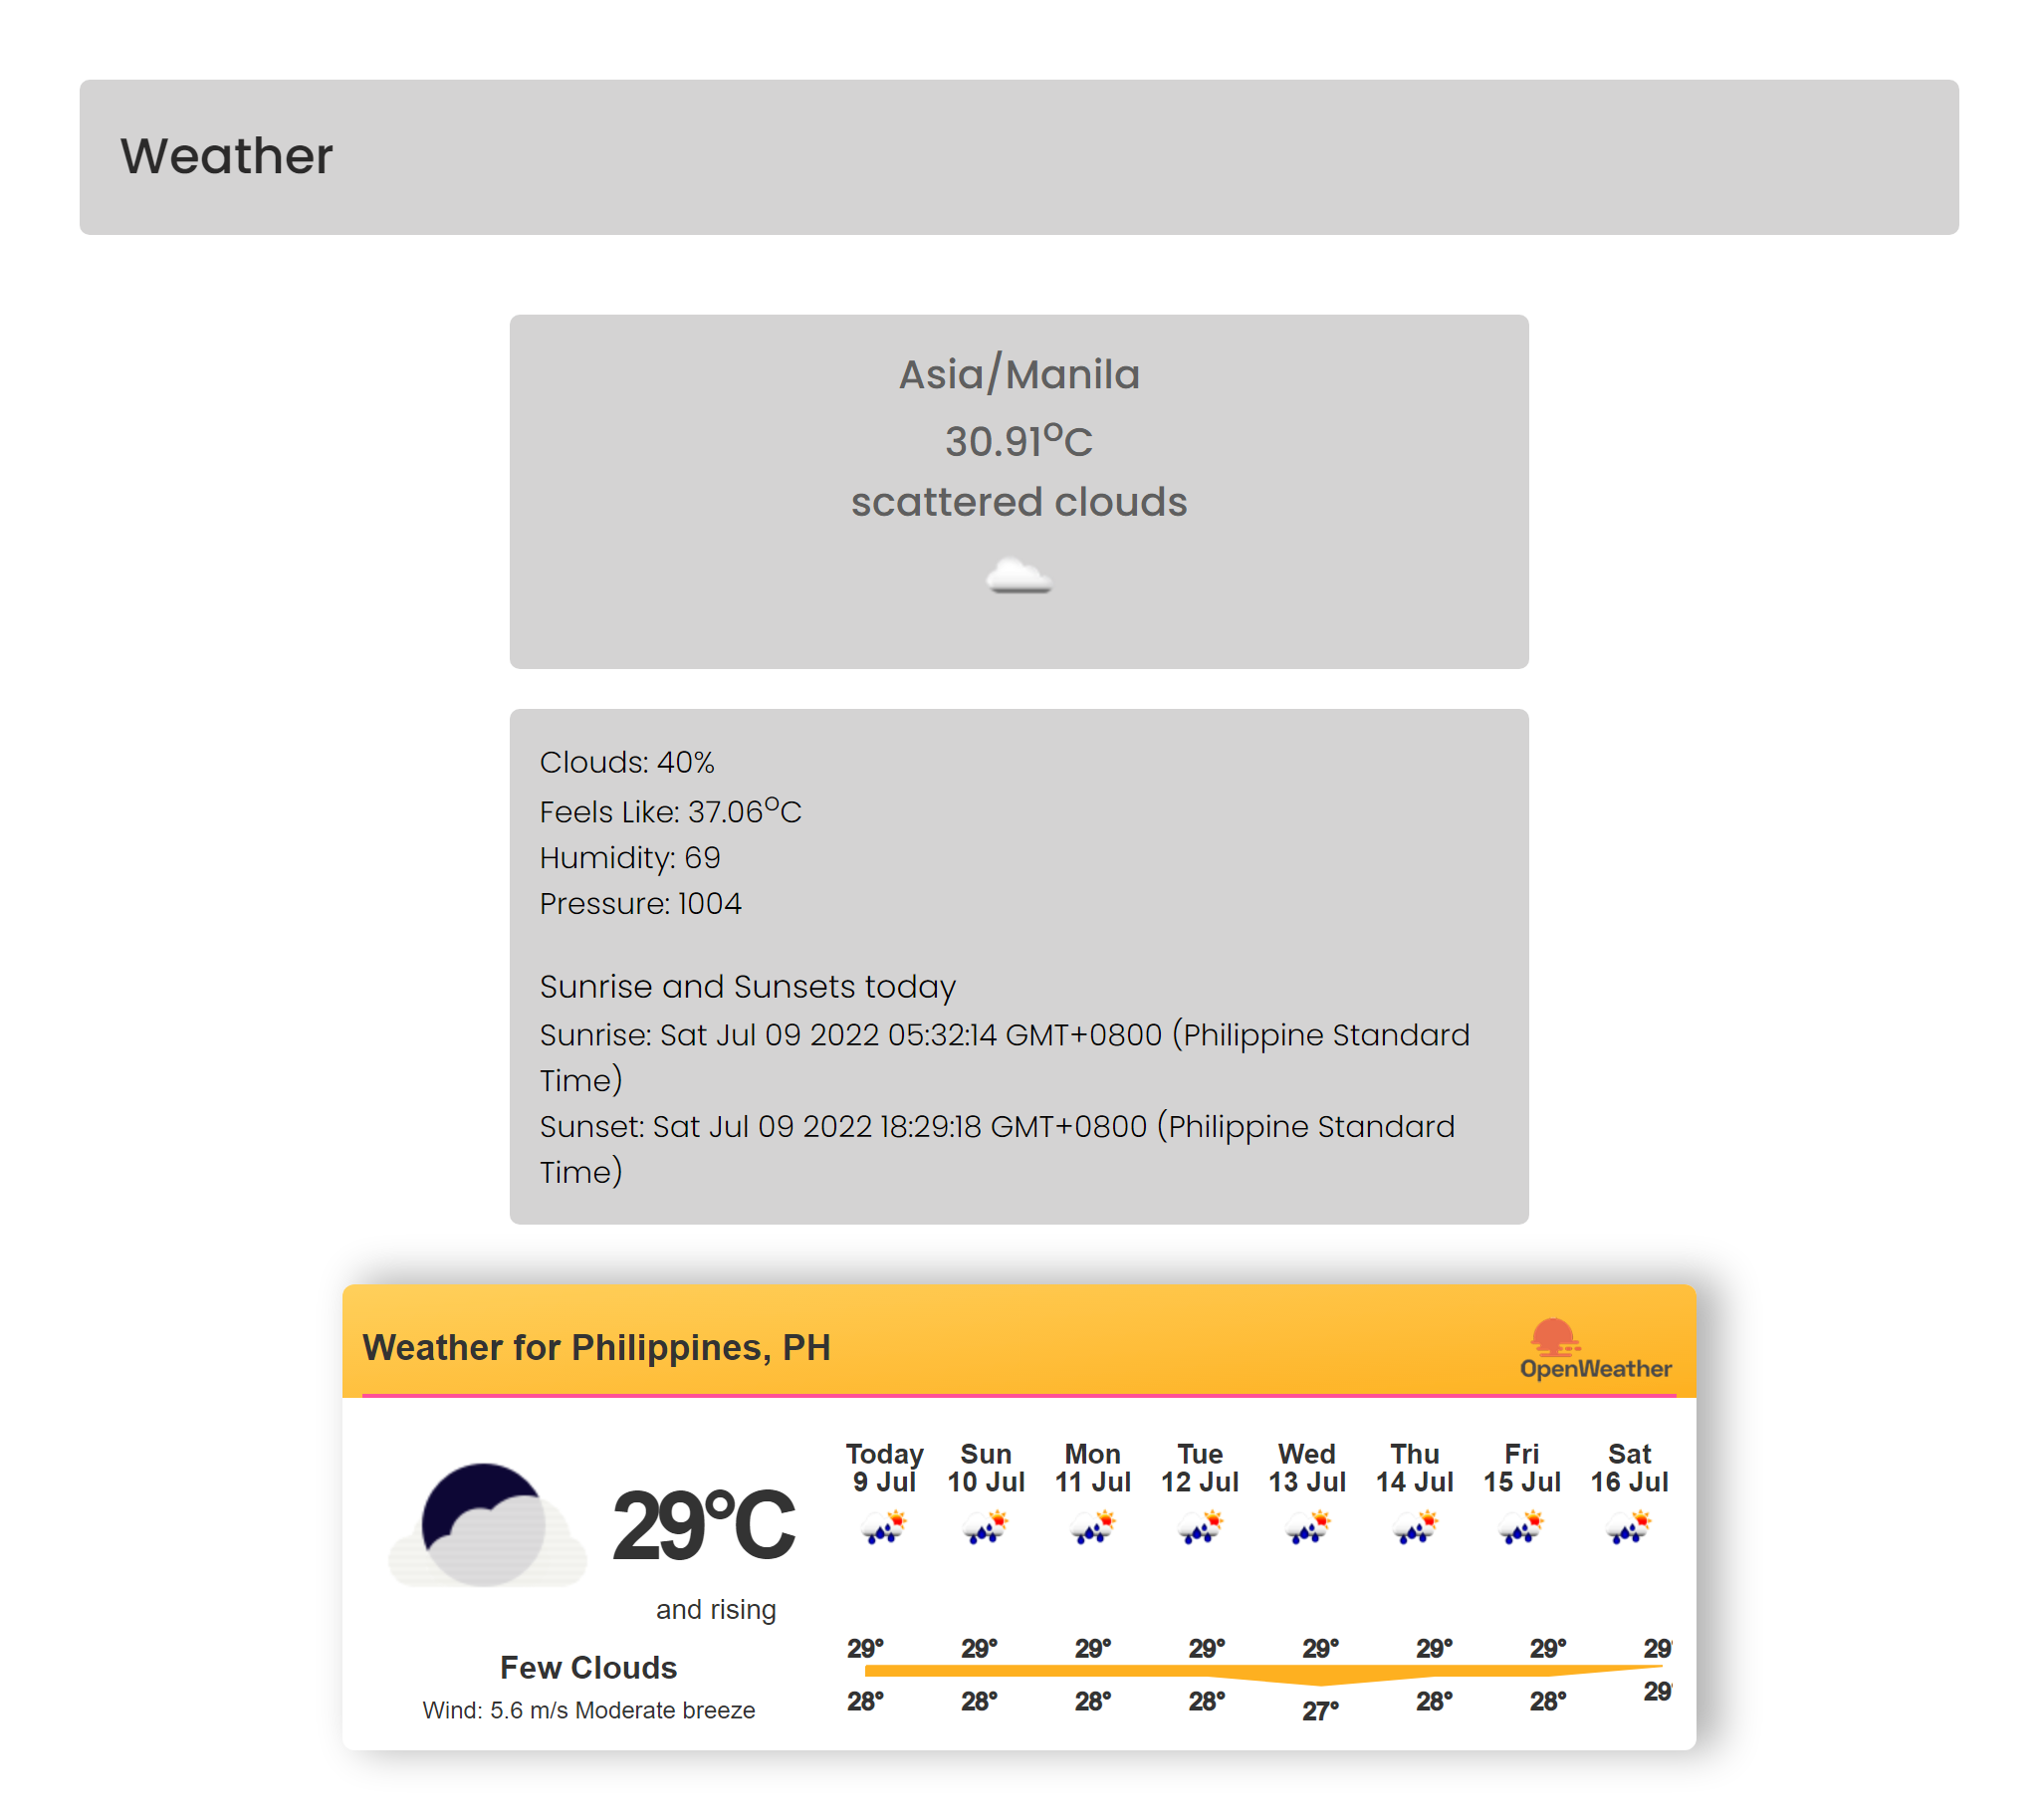 Weather
Asia/Manila
30.91°C
scattered clouds
Clouds: 40%
Feels Like: 37.06°C
Humidity: 69
Pressure: 1004
Sunrise and Sunsets today
Sunrise: Sat Jul 09 2022 05:32:14 GMT+0800 (Philippine Standard
Time)
Sunset: Sat Jul 09 2022 18:29:18 GMT+0800 (Philippine Standard
Time)
Weather for Philippines, PH
OpenWeather
29°C
and rising
Few Clouds
Wind: 5.6 m/s Moderate breeze
Today Sun Mon Tue Wed Thu Fri Sat
9 Jul 10 Jul 11 Jul 12 Jul 13 Jul 14 Jul 15 Jul 16 Jul
29° 29° 29° 29° 29° 29° 29° 29°
28° 28° 28° 28° 27° 28° 28° 29°